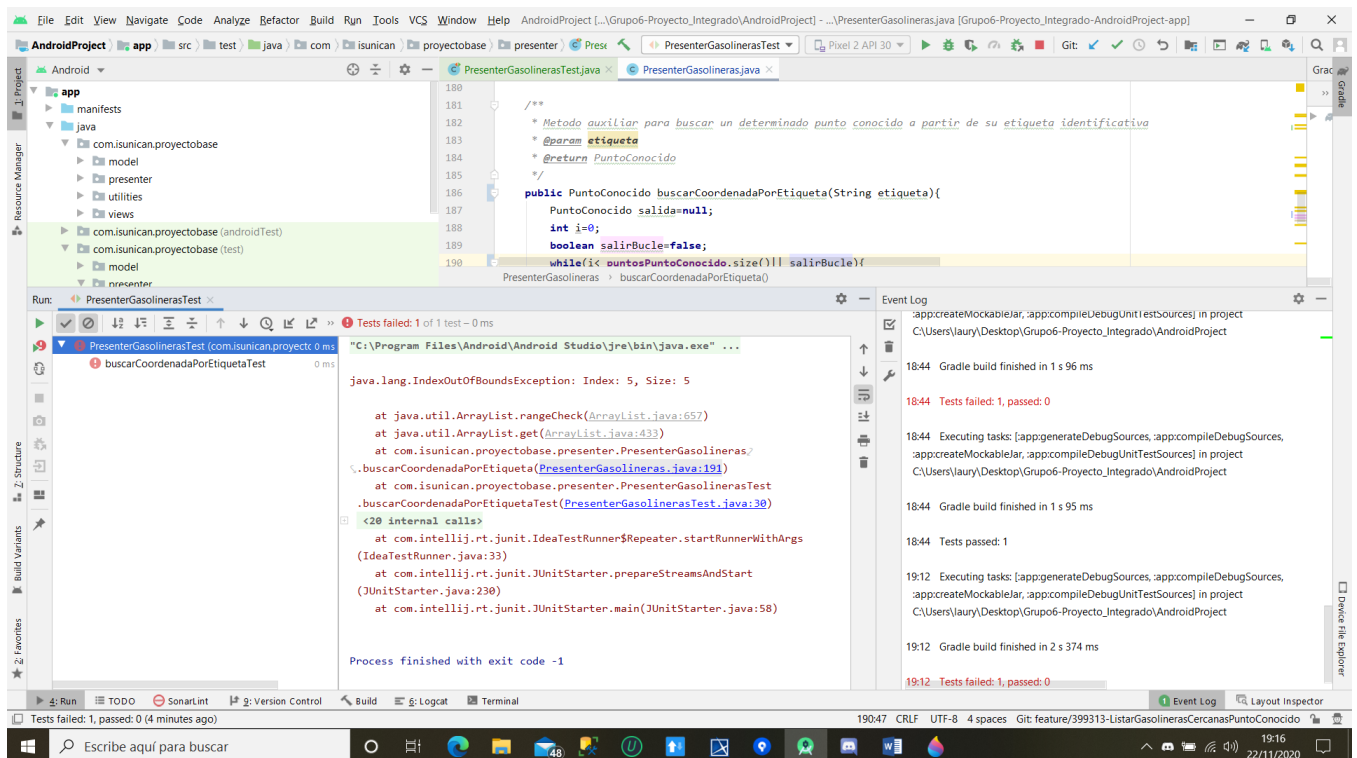 File Edit View Navigate Code Analyze Refactor Build Run Tools VCS Window Help AndroidProject [...\Grupo6-Proyecto_Integrado\AndroidProject] - ...\PresenterGasolineras.java [Grupo6-Proyecto_Integrado-AndroidProject-app]
AndroidProject app src test java com isunican proyectobase presenter Prese PresenterGasolinerasTest Pixel 2 API 30 Git:
Android
PresenterGasolinerasTest.java PresenterGasolineras.java
Grac
1: Project
Resource Manager
Z: Structure
Build Variants
2: Favorites
Gradle
Device File Explorer
app
manifests
java
com.isunican.proyectobase
model
presenter
utilities
views
com.isunican.proyectobase (androidTest)
com.isunican.proyectobase (test)
model
presenter
180
181 /**
182 * Metodo auxiliar para buscar un determinado punto conocido a partir de su etiqueta identificativa
183 * @param etiqueta
184 * @return PuntoConocido
185 */
186 public PuntoConocido buscarCoordenadaPorEtiqueta(String etiqueta){
187 PuntoConocido salida=null;
188 int i=0;
189 boolean salirBucle=false;
190 while(i< puntosPuntoConocido.size()|| salirBucle){
PresenterGasolineras › buscarCoordenadaPorEtiqueta()
Run: PresenterGasolinerasTest
Tests failed: 1 of 1 test – 0 ms
PresenterGasolinerasTest (com.isunican.proyecto 0 ms
buscarCoordenadaPorEtiquetaTest 0 ms
"C:\Program Files\Android\Android Studio\jre\bin\java.exe" ...
java.lang.IndexOutOfBoundsException: Index: 5, Size: 5
at java.util.ArrayList.rangeCheck(ArrayList.java:657)
at java.util.ArrayList.get(ArrayList.java:433)
at com.isunican.proyectobase.presenter.PresenterGasolineras
.buscarCoordenadaPorEtiqueta(PresenterGasolineras.java:191)
at com.isunican.proyectobase.presenter.PresenterGasolinerasTest
.buscarCoordenadaPorEtiquetaTest(PresenterGasolinerasTest.java:30)
<20 internal calls>
at com.intellij.rt.junit.IdeaTestRunner$Repeater.startRunnerWithArgs
(IdeaTestRunner.java:33)
at com.intellij.rt.junit.JUnitStarter.prepareStreamsAndStart
(JUnitStarter.java:230)
at com.intellij.rt.junit.JUnitStarter.main(JUnitStarter.java:58)
Process finished with exit code -1
Event Log
:app:createMockableJar, :app:compileDebugUnitTestSources] in project
C:\Users\laury\Desktop\Grupo6-Proyecto_Integrado\AndroidProject
18:44 Gradle build finished in 1 s 96 ms
18:44 Tests failed: 1, passed: 0
18:44 Executing tasks: [:app:generateDebugSources, :app:compileDebugSources,
:app:createMockableJar, :app:compileDebugUnitTestSources] in project
C:\Users\laury\Desktop\Grupo6-Proyecto_Integrado\AndroidProject
18:44 Gradle build finished in 1 s 95 ms
18:44 Tests passed: 1
19:12 Executing tasks: [:app:generateDebugSources, :app:compileDebugSources,
:app:createMockableJar, :app:compileDebugUnitTestSources] in project
C:\Users\laury\Desktop\Grupo6-Proyecto_Integrado\AndroidProject
19:12 Gradle build finished in 2 s 374 ms
19:12 Tests failed: 1, passed: 0
4: Run TODO SonarLint 9: Version Control Build 6: Logcat Terminal 1 Event Log Layout Inspector
Tests failed: 1, passed: 0 (4 minutes ago) 190:47 CRLF UTF-8 4 spaces Git: feature/399313-ListarGasolinerasCercanasPuntoConocido
Escribe aquí para buscar
48
19:16
22/11/2020